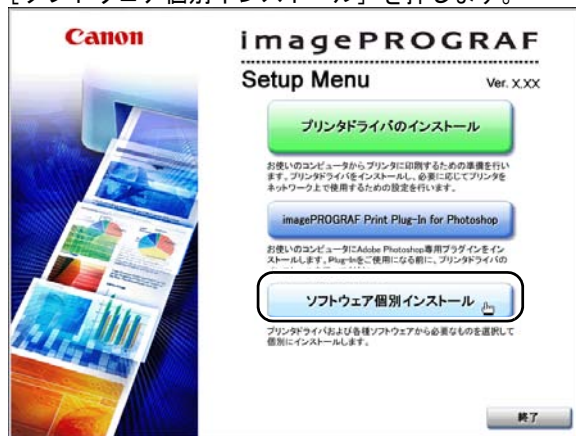 [ソフトウェア個別インストール] を押します。
Canon
imagePROGRAF
Setup Menu
Ver. X.XX
プリンタドライバのインストール
お使いのコンピュータからプリンタに印刷するための準備を行い
ます。プリンタドライバをインストールし、必要に応じてプリンタを
ネットワーク上で使用するための設定を行います。
imagePROGRAF Print Plug-In for Photoshop
お使いのコンピュータにAdobe Photoshop専用プラグインをイン
ストールします。Plug-Inをご使用になる前に、プリンタドライバの
ソフトウェア個別インストール
プリンタドライバおよび各種ソフトウェアから必要なものを選択して
個別にインストールします。
終了